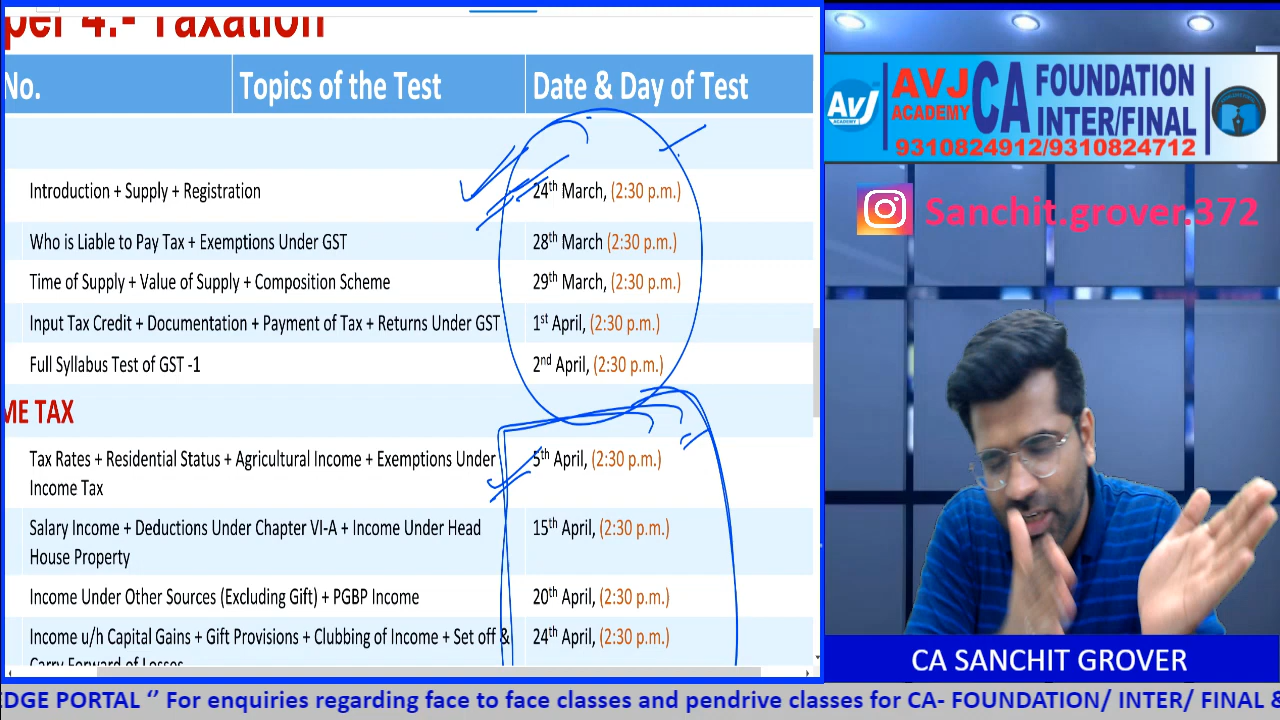 per 4.- Taxation
No. Topics of the Test Date & Day of Test
Introduction + Supply + Registration 24th March, (2:30 p.m.)
Who is Liable to Pay Tax + Exemptions Under GST 28th March (2:30 p.m.)
Time of Supply + Value of Supply + Composition Scheme 29th March, (2:30 p.m.)
Input Tax Credit + Documentation + Payment of Tax + Returns Under GST 1st April, (2:30 p.m.)
Full Syllabus Test of GST -1 2nd April, (2:30 p.m.)
ME TAX
Tax Rates + Residential Status + Agricultural Income + Exemptions Under 5th April, (2:30 p.m.)
Income Tax
Salary Income + Deductions Under Chapter VI-A + Income Under Head 15th April, (2:30 p.m.)
House Property
Income Under Other Sources (Excluding Gift) + PGBP Income 20th April, (2:30 p.m.)
Income u/h Capital Gains + Gift Provisions + Clubbing of Income + Set off & 24th April, (2:30 p.m.)
Carry Forward of Losses
AVJ
ACADEMY
AVJ
ACADEMY
CA
FOUNDATION
INTER/FINAL
9310824912/9310824712
Sanchit.grover.372
CA SANCHIT GROVER
EDGE PORTAL “ For enquiries regarding face to face classes and pendrive classes for CA- FOUNDATION/ INTER/ FINAL &